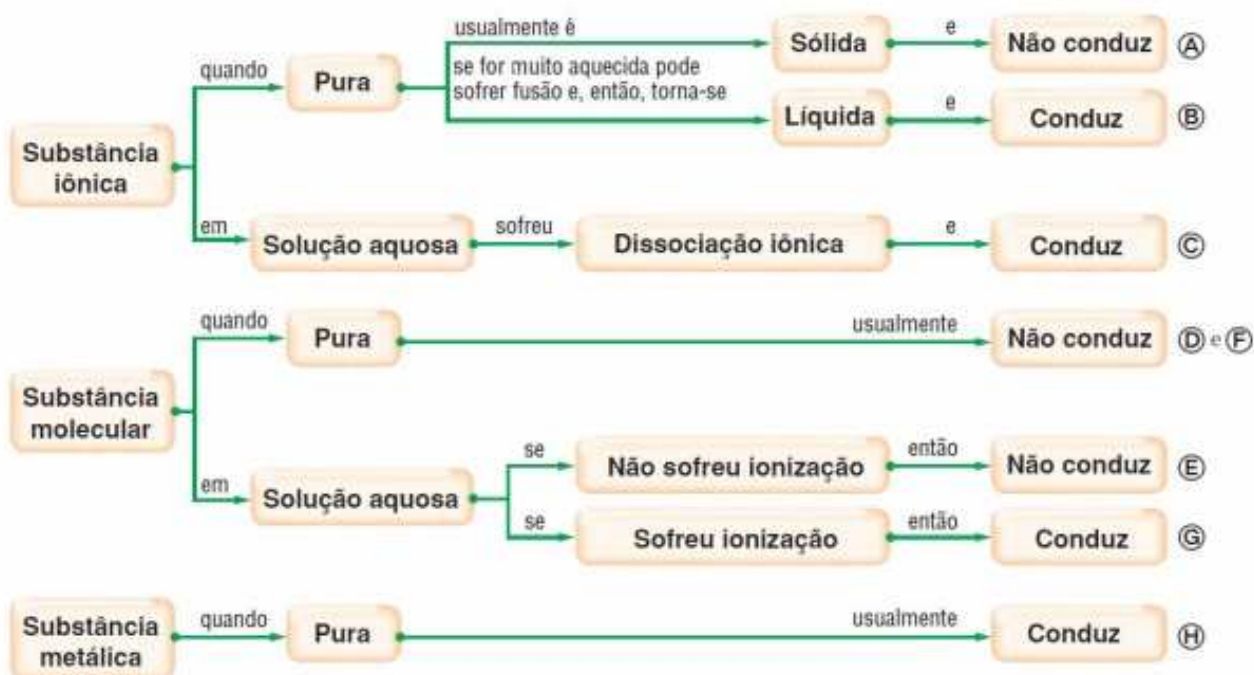 usualmente é
Sólida
e
Não conduz
Ⓐ
quando
Pura
se for muito aquecida pode
sofrer fusão e, então, torna-se
Líquida
e
Conduz
Ⓑ
Substância
iônica
em
Solução aquosa
sofreu
Dissociação iônica
e
Conduz
Ⓒ
quando
Pura
usualmente
Não conduz
Ⓓ e Ⓕ
Substância
molecular
em
Solução aquosa
se
Não sofreu ionização
então
Não conduz
Ⓔ
se
Sofreu ionização
então
Conduz
Ⓖ
Substância
metálica
quando
Pura
usualmente
Conduz
Ⓗ